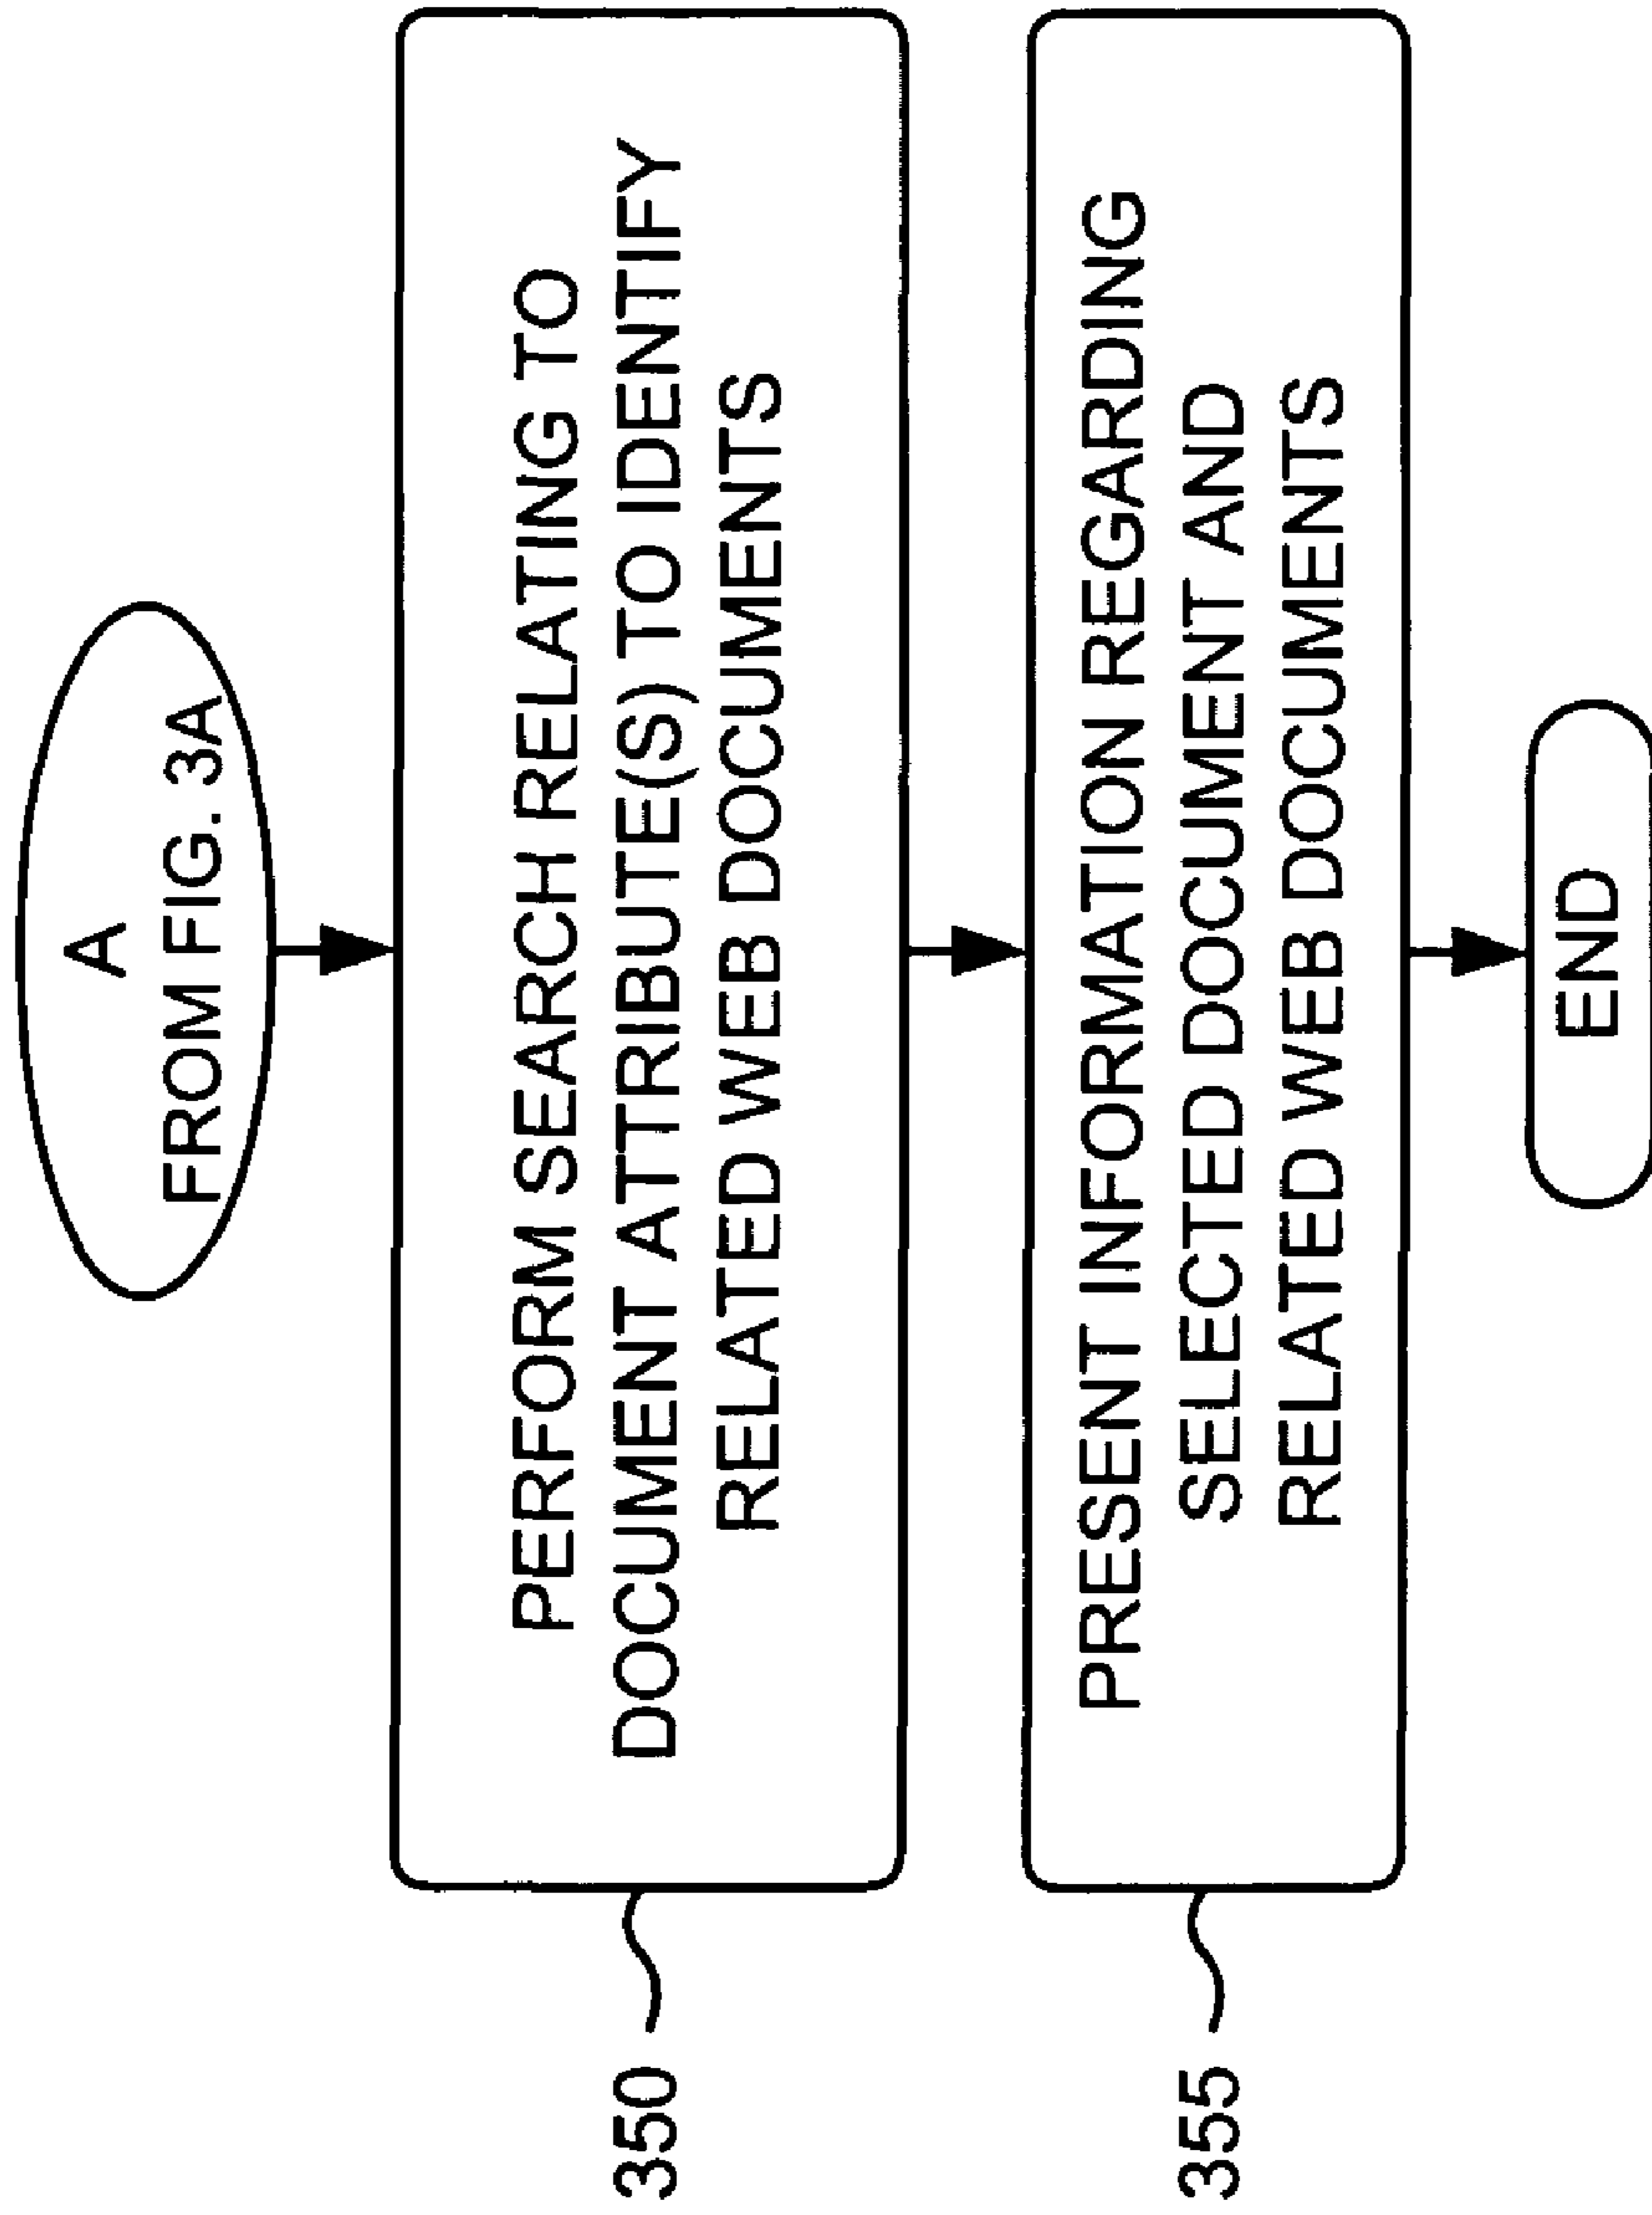 A
FROM FIG. 3A
350
PERFORM SEARCH RELATING TO
DOCUMENT ATTRIBUTE(S) TO IDENTIFY
RELATED WEB DOCUMENTS
355
PRESENT INFORMATION REGARDING
SELECTED DOCUMENT AND
RELATED WEB DOCUMENTS
END